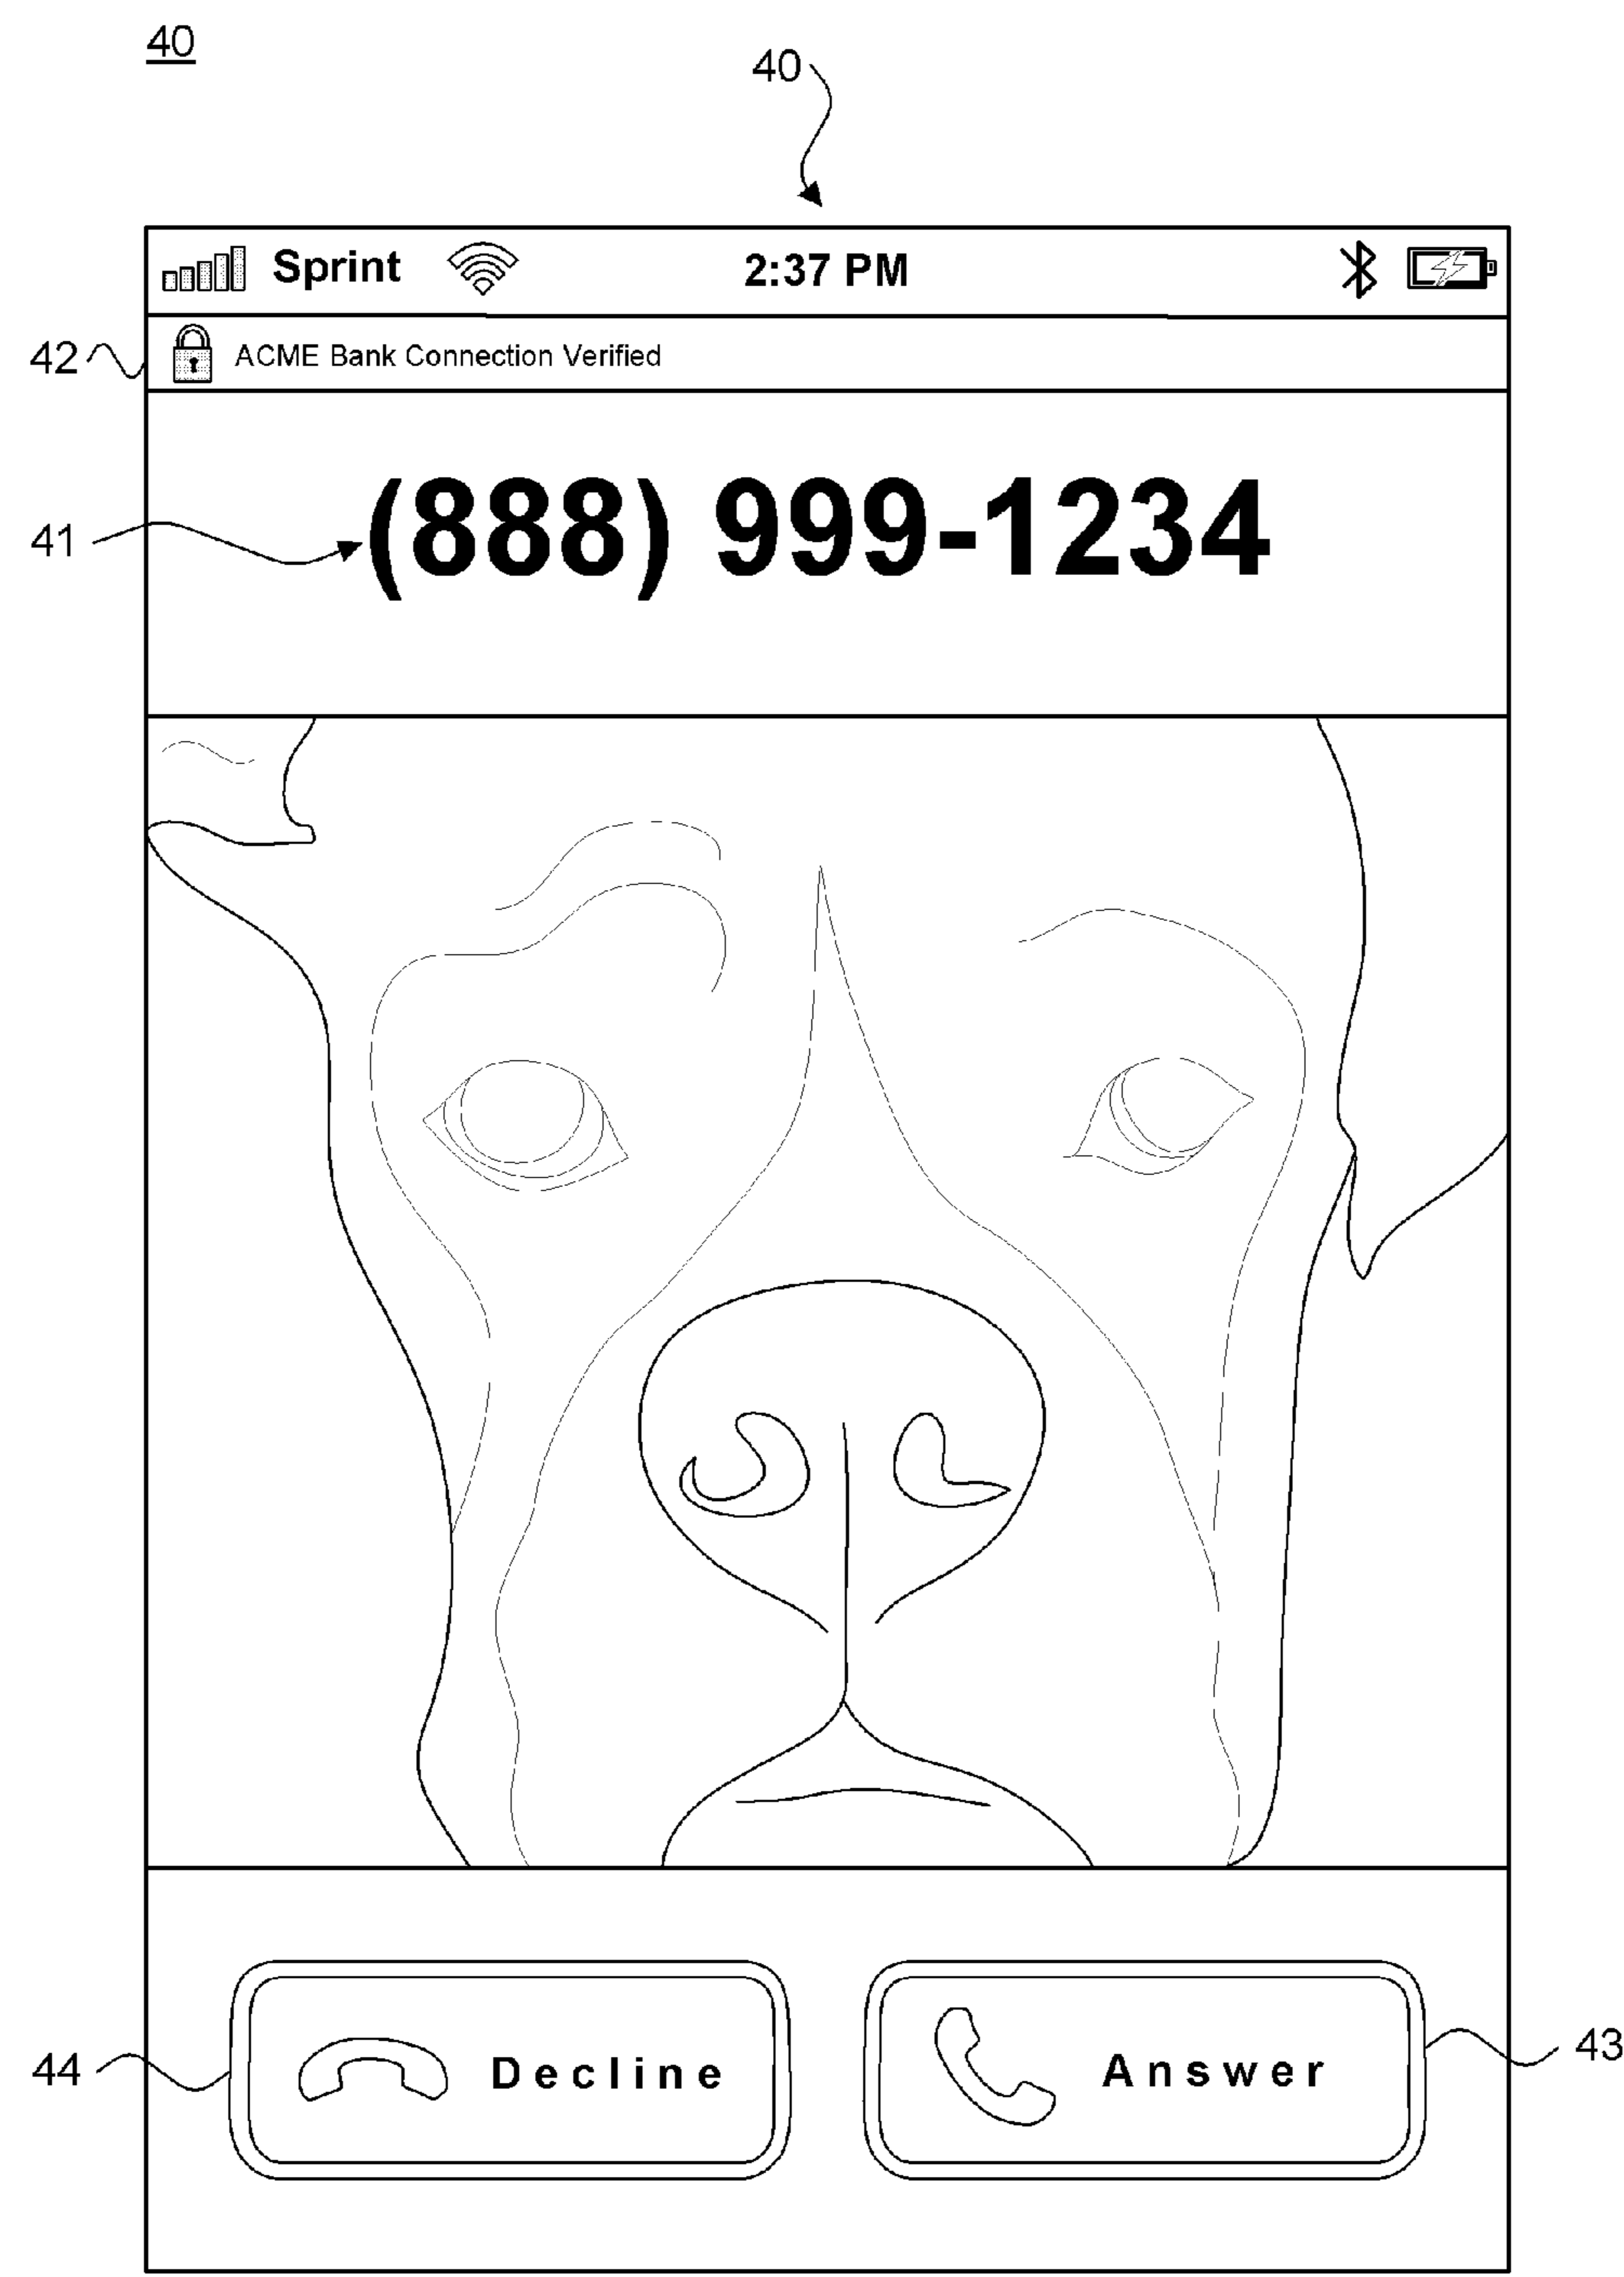 40
40
Sprint 2:37 PM
42 ACME Bank Connection Verified
41 (888) 999-1234
44 Decline Answer 43